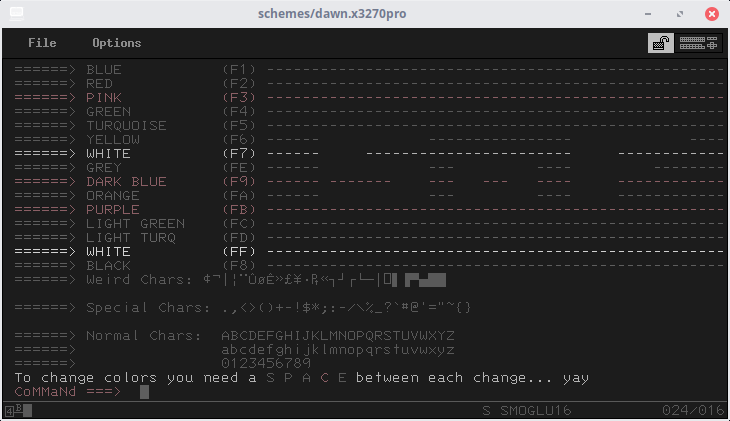 schemes/dawn.x3270pro
File Options
======> BLUE (F1) ----------------------------------------------------
======> RED (F2) ----------------------------------------------------
======> PINK (F3) ----------------------------------------------------
======> GREEN (F4) ----------------------------------------------------
======> TURQUOISE (F5) ----------------------------------------------------
======> YELLOW (F6) ------ --- --------
======> WHITE (F7) ------ ---------------- -------------
======> GREY (FE) ------ --- --------
======> DARK BLUE (F9) ------ --- --- -------------
======> ORANGE (FA) ------ --- -------------
======> PURPLE (FB) ----------------------------------------------------
======> LIGHT GREEN (FC) ----------------------------------------------------
======> LIGHT TURQ (FD) ----------------------------------------------------
======> WHITE (FF) ----------------------------------------------------
======> BLACK (F8) ----------------------------------------------------
======> Weird Chars:
======> Special Chars: .,<>()+-!$*;:-/\%_?`#@'="~{}
======> Normal Chars: ABCDEFGHIJKLMNOPQRSTUVWXYZ
======> abcdefghijklmnopqrstuvwxyz
======> 0123456789
To change colors you need a S P A C E between each change... yay
CoMMaNd ===>
4 B S SMOGLU16 024/016